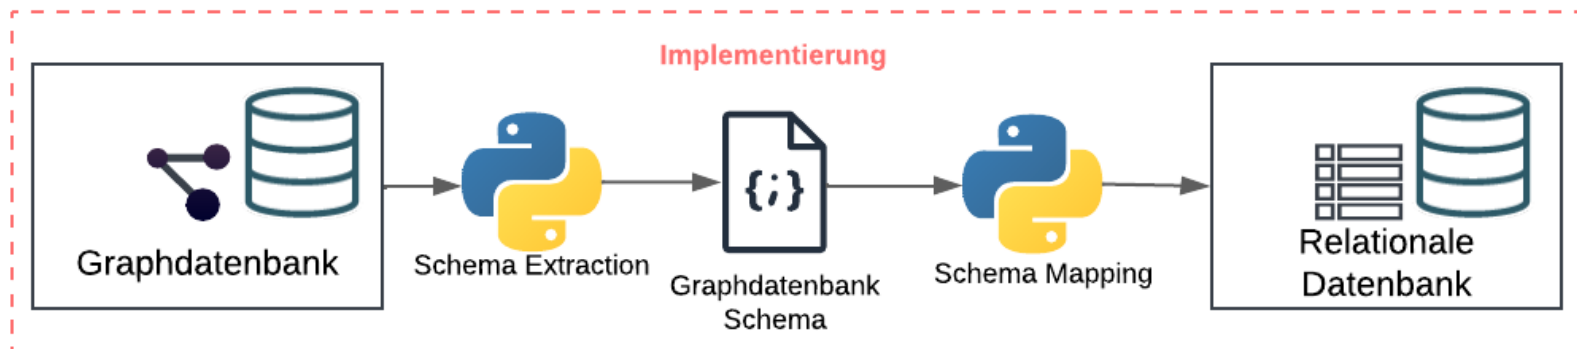 Implementierung
Graphdatenbank
Schema Extraction
{;}
Graphdatenbank
Schema
Schema Mapping
Relationale
Datenbank